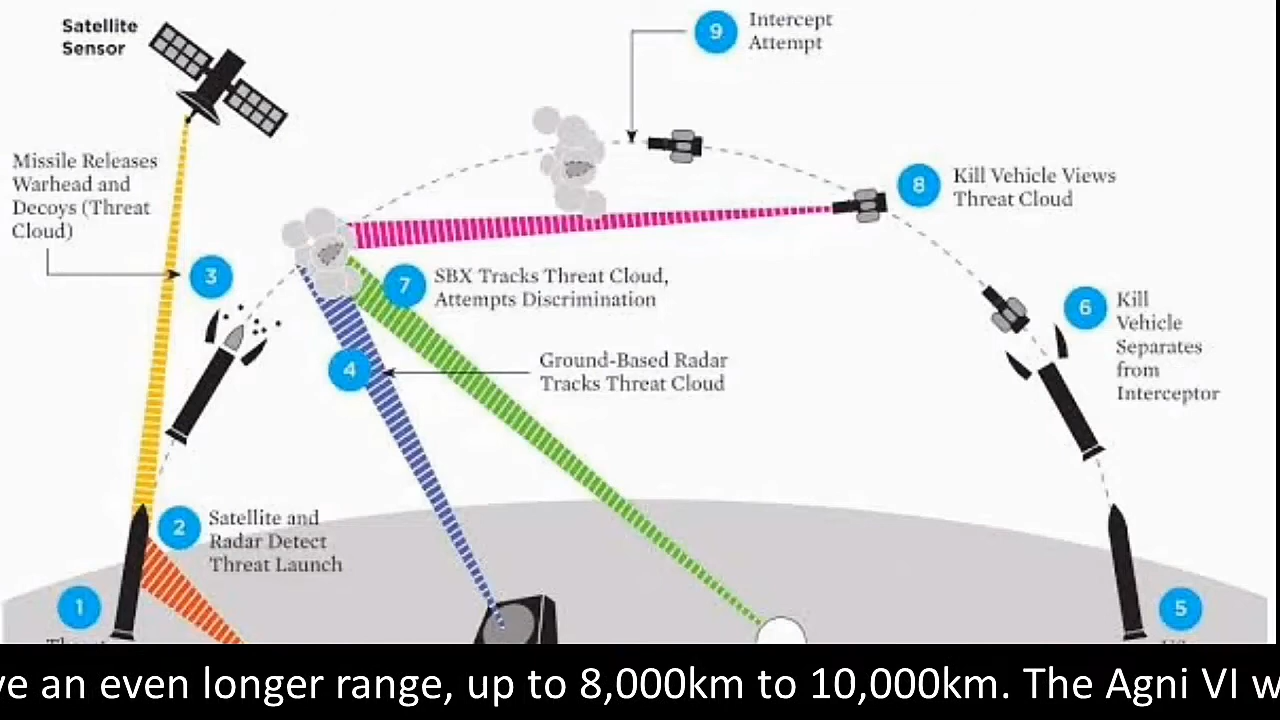 Satellite
Sensor
9
Intercept
Attempt
Missile Releases
Warhead and
Decoys (Threat
Cloud)
8
Kill Vehicle Views
Threat Cloud
3
7
SBX Tracks Threat Cloud,
Attempts Discrimination
6
Kill
Vehicle
Separates
from
Interceptor
4
Ground-Based Radar
Tracks Threat Cloud
2
Satellite and
Radar Detect
Threat Launch
1
5
an even longer range, up to 8,000km to 10,000km. The Agni VI